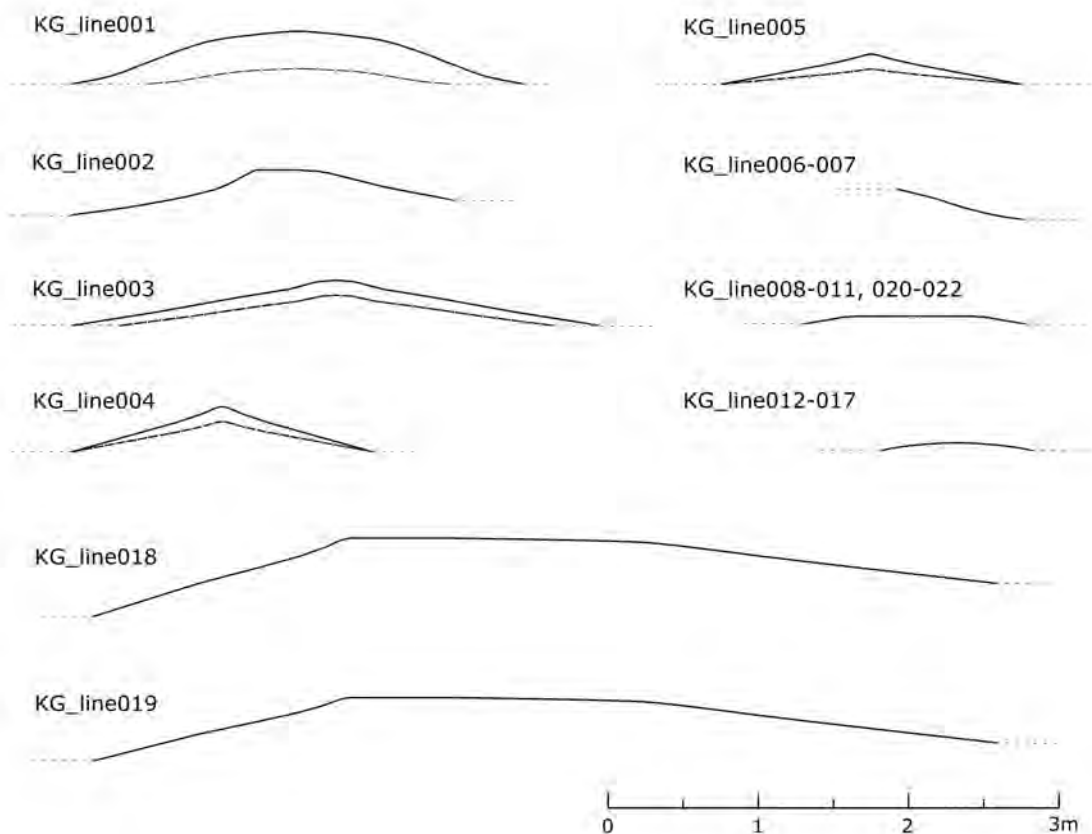 KG_line001
KG_line005
KG_line002
KG_line006-007
KG_line003
KG_line008-011, 020-022
KG_line004
KG_line012-017
KG_line018
KG_line019
0 1 2 3m